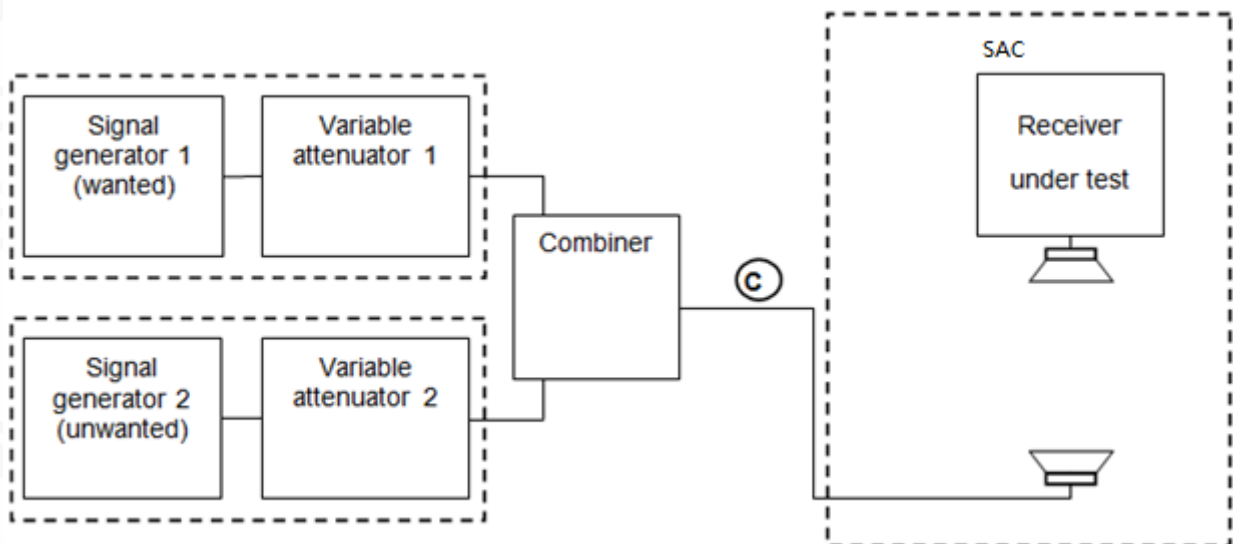 SAC
Signal
generator 1
(wanted)
Variable
attenuator 1
Receiver
under test
Combiner
C
Signal
generator 2
(unwanted)
Variable
attenuator 2